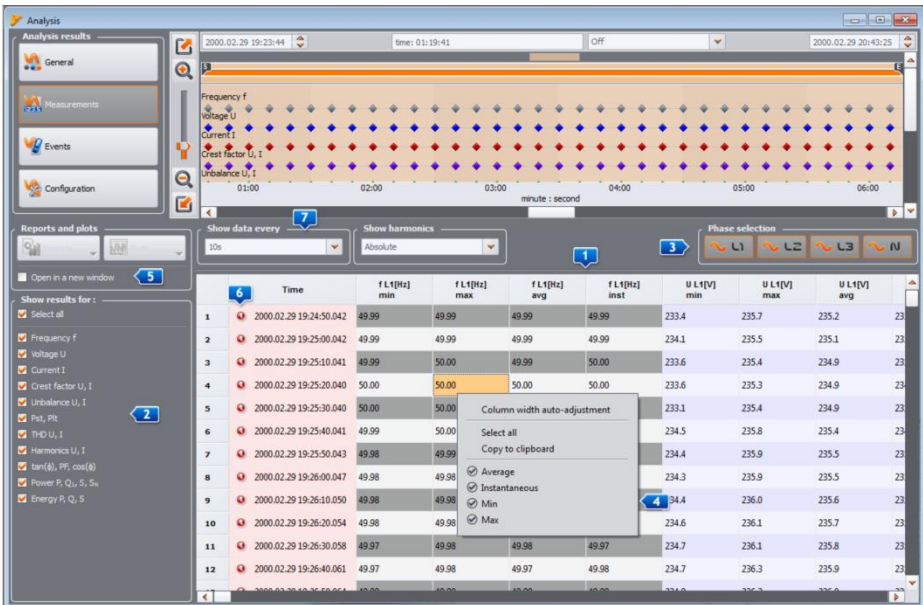 Analysis
Analysis results
General
Measurements
Events
Configuration
2000.02.29 19:23:44
time: 01:19:41
Off
2000.02.29 20:43:25
S
E
Frequency f
Voltage U
Current I
Crest factor U, I
Unbalance U, I
01:00 02:00 03:00 04:00 05:00 06:00
minute : second
Reports and plots
Open in a new window
5
Show data every
7
10s
Show harmonics
Absolute
1
Phase selection
3
L1 L2 L3 N
Show results for :
Select all
Frequency f
Voltage U
Current I
Crest factor U, I
Unbalance U, I
Pst, Plt
THD U, I
Harmonics U, I
tan(ϕ), PF, cos(ϕ)
Power P, Q₁, S, Sₙ
Energy P, Q, S
2
6
Time f L1[Hz] min f L1[Hz] max f L1[Hz] avg f L1[Hz] inst U L1[V] min U L1[V] max U L1[V] avg
1 2000.02.29 19:24:50.042 49.99 49.99 49.99 49.99 233.4 235.7 235.2 23
2 2000.02.29 19:25:00.042 49.99 49.99 49.99 49.99 234.1 235.5 235.1 23
3 2000.02.29 19:25:10.041 49.99 50.00 49.99 50.00 233.6 235.4 234.9 23
4 2000.02.29 19:25:20.040 50.00 50.00 50.00 50.00 233.6 235.3 234.9 23
5 2000.02.29 19:25:30.040 50.00 50.00 233.1 235.4 234.9 23
6 2000.02.29 19:25:40.041 49.99 50.00 234.5 235.8 235.4 23
7 2000.02.29 19:25:50.043 49.98 49.99 234.4 235.9 235.5 23
8 2000.02.29 19:26:00.047 49.98 49.98 234.3 235.9 235.5 23
9 2000.02.29 19:26:10.050 49.98 49.98 34.4 236.0 235.6 23
10 2000.02.29 19:26:20.054 49.98 49.98 234.6 236.1 235.7 23
11 2000.02.29 19:26:30.058 49.97 49.98 49.98 49.97 234.7 236.1 235.8 23
12 2000.02.29 19:26:40.061 49.97 49.98 49.97 49.98 234.7 236.3 235.9 23
Column width auto-adjustment
Select all
Copy to clipboard
Average
Instantaneous
Min
Max
4